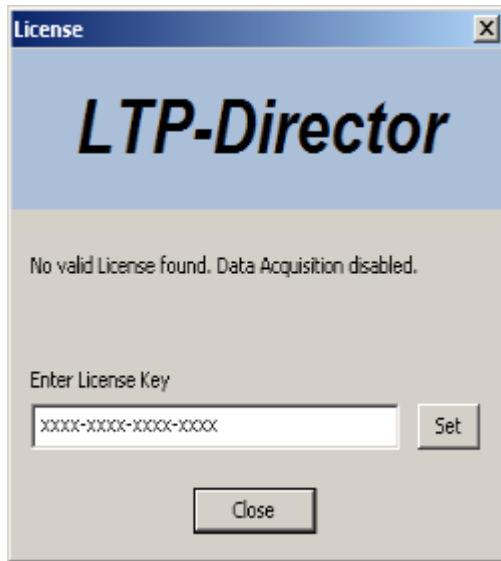 License
LTP-Director
No valid License found. Data Acquisition disabled.
Enter License Key
xxxx-xxxx-xxxx-xxxx
Set
Close